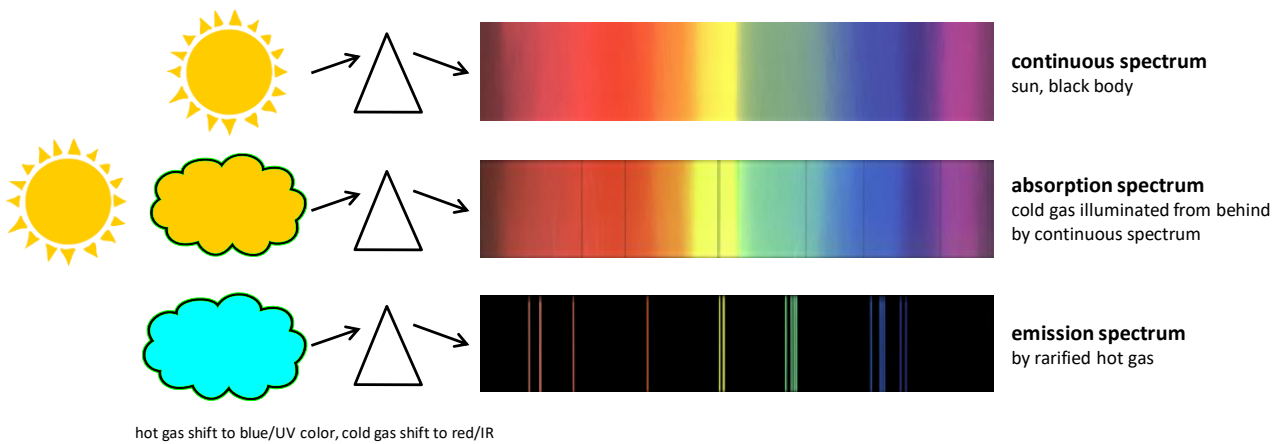 continuous spectrum
sun, black body
absorption spectrum
cold gas illuminated from behind
by continuous spectrum
emission spectrum
by rarified hot gas
hot gas shift to blue/UV color, cold gas shift to red/IR